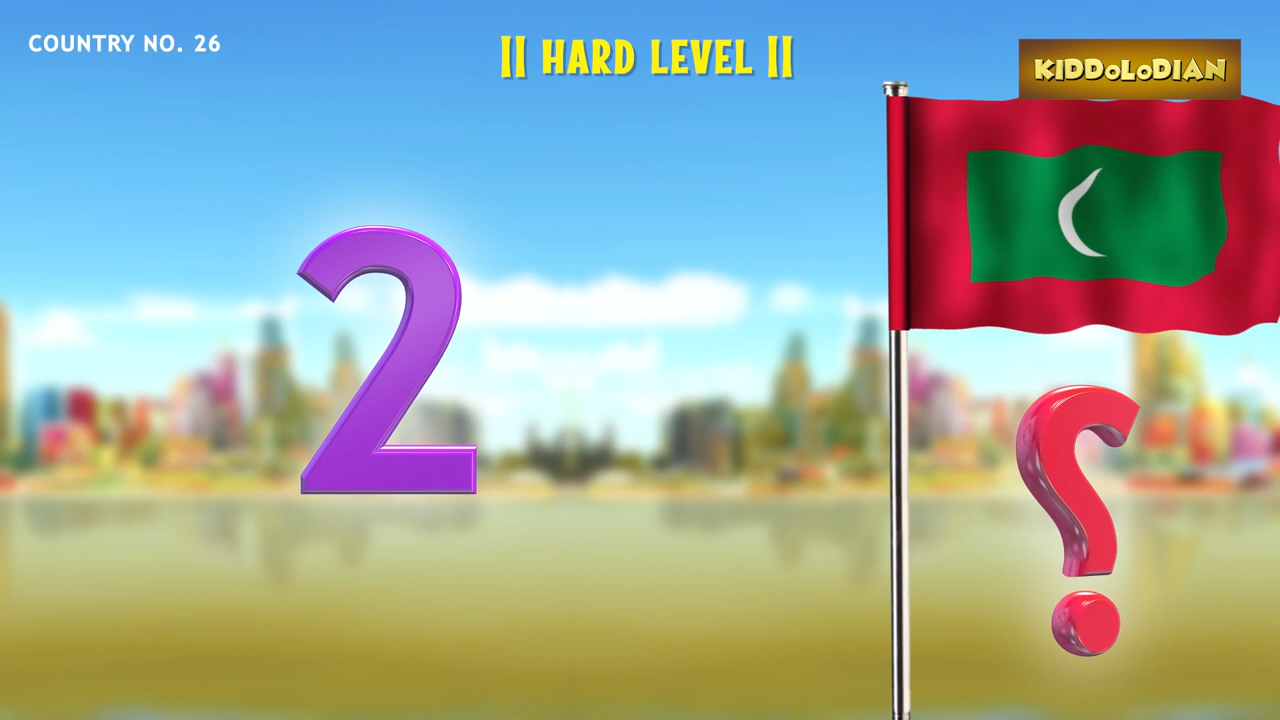 COUNTRY NO. 26
|| HARD LEVEL ||
KIDDOLODIAN
2
?